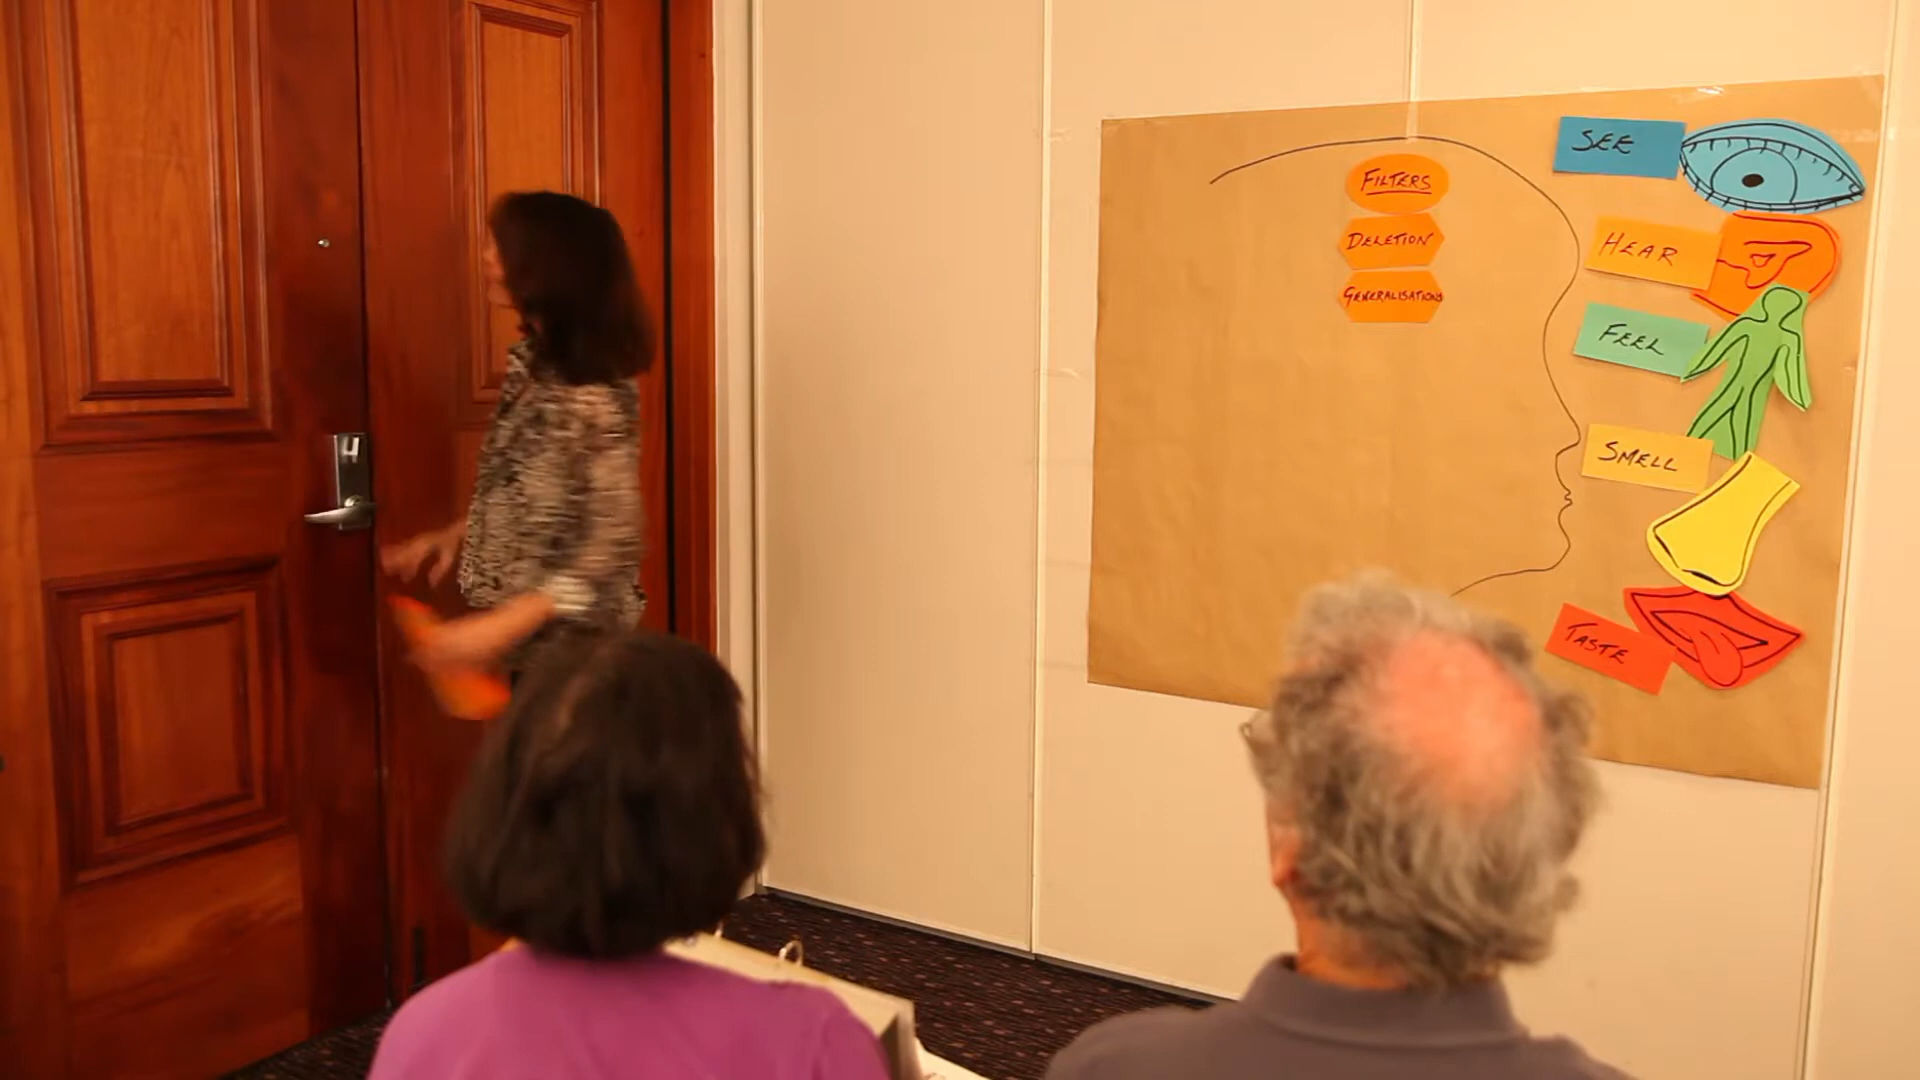 FILTERS
DELETION
GENERALISATIONS
SEE
HEAR
FEEL
SMELL
TASTE